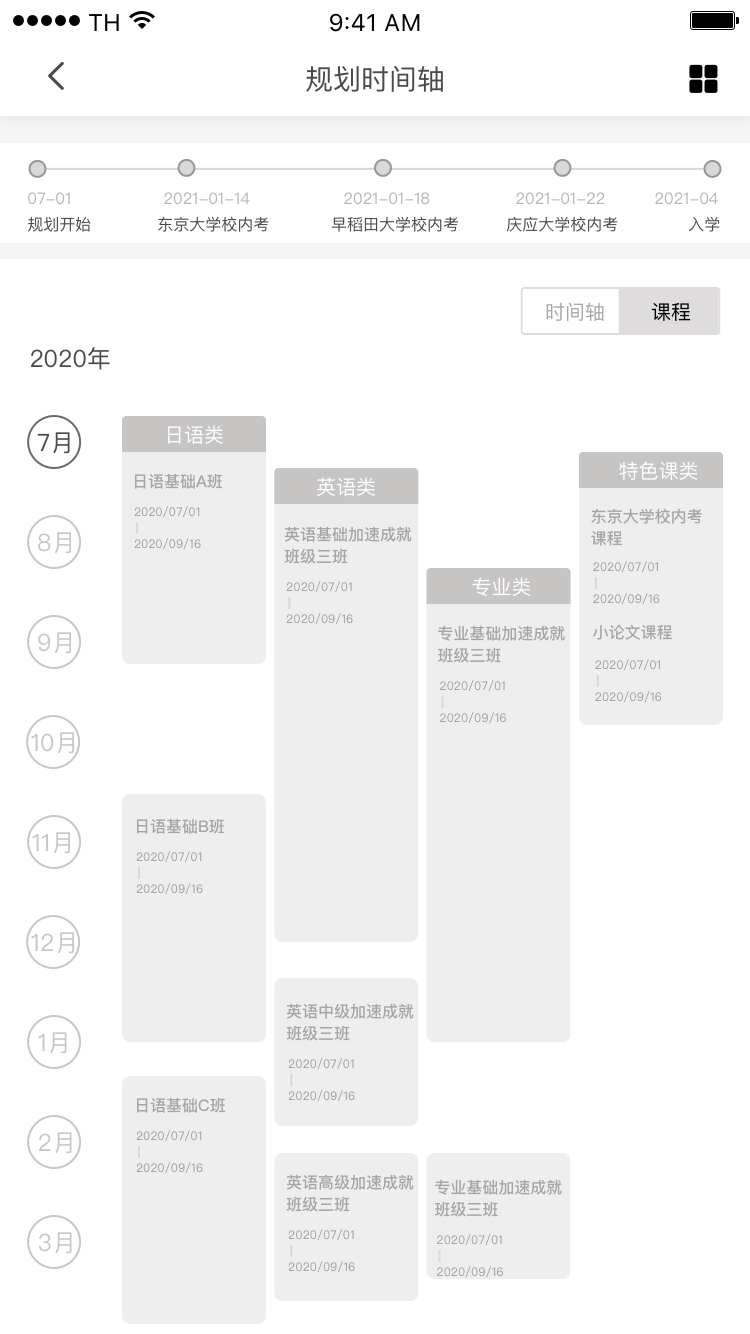 TH 9:41 AM
规划时间轴
07-01 2021-01-14 2021-01-18 2021-01-22 2021-04
规划开始 东京大学校内考 早稻田大学校内考 庆应大学校内考 入学
时间轴 课程
2020年
7月
8月
9月
10月
11月
12月
1月
2月
3月
日语类
日语基础A班
2020/07/01
|
2020/09/16
日语基础B班
2020/07/01
|
2020/09/16
日语基础C班
2020/07/01
|
2020/09/16
英语类
英语基础加速成就
班级三班
2020/07/01
|
2020/09/16
英语中级加速成就
班级三班
2020/07/01
|
2020/09/16
英语高级加速成就
班级三班
2020/07/01
|
2020/09/16
专业类
专业基础加速成就
班级三班
2020/07/01
|
2020/09/16
专业基础加速成就
班级三班
2020/07/01
|
2020/09/16
特色课类
东京大学校内考
课程
2020/07/01
|
2020/09/16
小论文课程
2020/07/01
|
2020/09/16